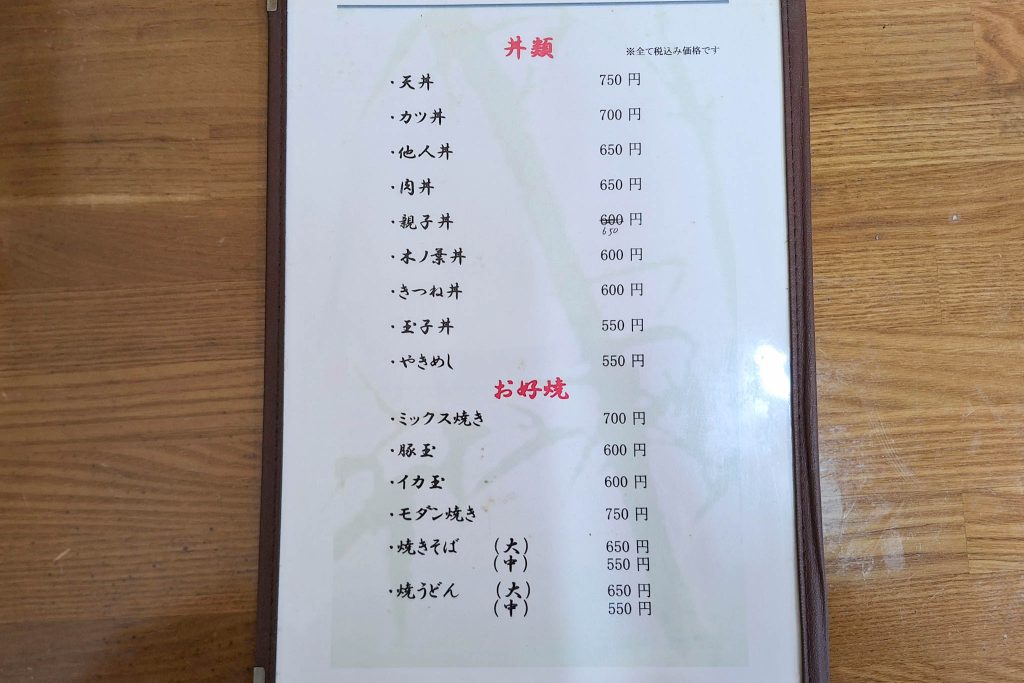 丼類 ※全て税込み価格です
・天丼 750 円
・カツ丼 700 円
・他人丼 650 円
・肉丼 650 円
・親子丼 600 円
650
・木ノ葉丼 600 円
・きつね丼 600 円
・玉子丼 550 円
・やきめし 550 円
お好焼
・ミックス焼き 700 円
・豚玉 600 円
・イカ玉 600 円
・モダン焼き 750 円
・焼きそば (大) 650 円
(中) 550 円
・焼うどん (大) 650 円
(中) 550 円